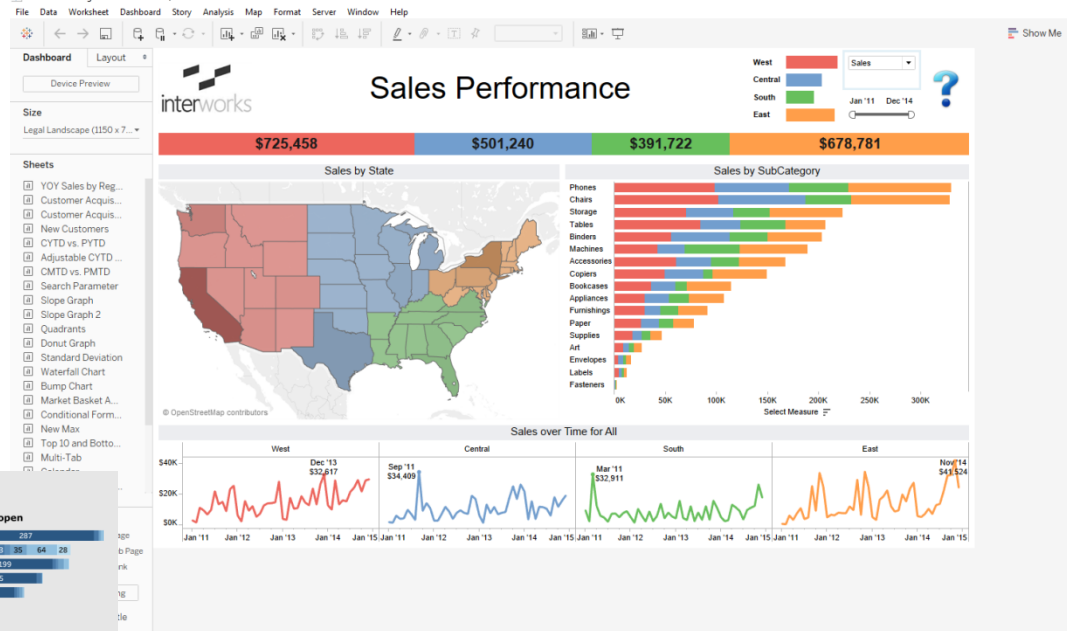 File Data Worksheet Dashboard Story Analysis Map Format Server Window Help
Show Me
Dashboard Layout
Device Preview
Size
Legal Landscape (1150 x 7...
Sheets
YOY Sales by Reg...
Customer Acquis...
Customer Acquis...
New Customers
CYTD vs. PYTD
Adjustable CYTD ...
CMTD vs. PMTD
Search Parameter
Slope Graph
Slope Graph 2
Quadrants
Donut Graph
Standard Deviation
Waterfall Chart
Bump Chart
Market Basket A...
Conditional Form...
New Max
Top 10 and Botto...
Multi-Tab
open
287
35 64 28
199
interworks
Sales Performance
West
Central
South
East
Sales
Jan '11 Dec '14
?
$725,458 $501,240 $391,722 $678,781
Sales by State
© OpenStreetMap contributors
Sales by SubCategory
Phones
Chairs
Storage
Tables
Binders
Machines
Accessories
Copiers
Bookcases
Appliances
Furnishings
Paper
Supplies
Art
Envelopes
Labels
Fasteners
0K 50K 100K 150K 200K 250K 300K
Select Measure
Sales over Time for All
West Central South East
$40K
$20K
$0K
Dec '13
$32,617
Sep '11
$34,409
Mar '11
$32,911
Nov '14
$41,524
Jan '11 Jan '12 Jan '13 Jan '14 Jan '15 Jan '11 Jan '12 Jan '13 Jan '14 Jan '15 Jan '11 Jan '12 Jan '13 Jan '14 Jan '15 Jan '11 Jan '12 Jan '13 Jan '14 Jan '15